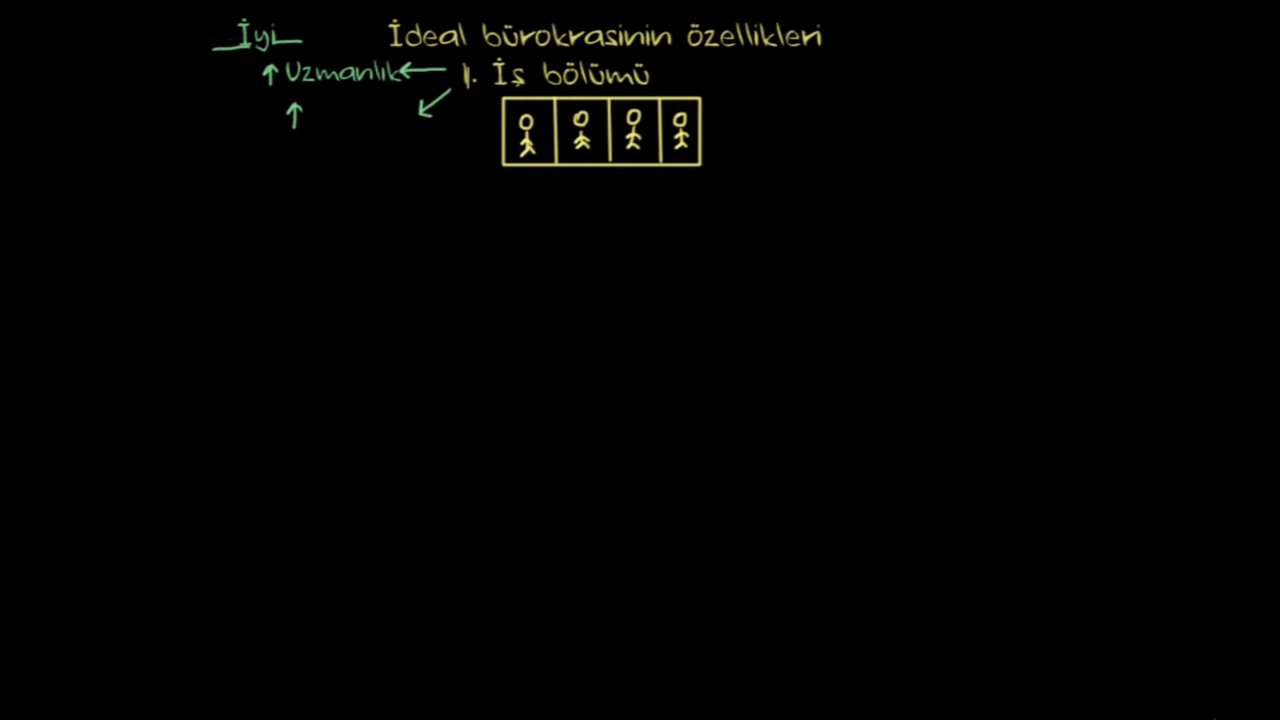 İyi İdeal bürokrasinin özellikleri
↑ Uzmanlık ← 1. İş bölümü